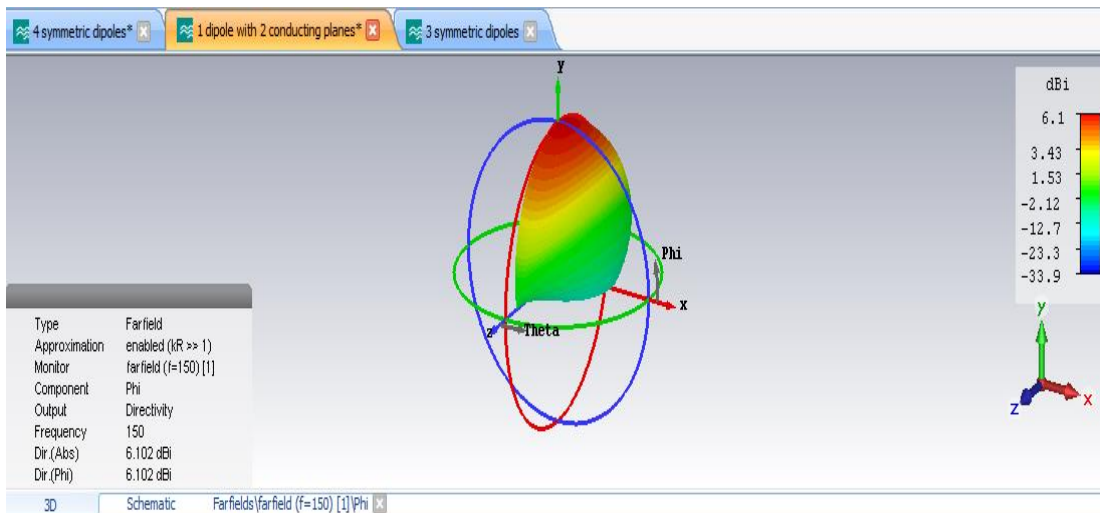 4 symmetric dipoles*
1 dipole with 2 conducting planes*
3 symmetric dipoles
y
dBi
6.1
3.43
1.53
-2.12
-12.7
-23.3
-33.9
Phi
x
z
Theta
Type Farfield
Approximation enabled (kR >> 1)
Monitor farfield (f=150) [1]
Component Phi
Output Directivity
Frequency 150
Dir.(Abs) 6.102 dBi
Dir.(Phi) 6.102 dBi
y
z
x
3D Schematic Farfields\farfield (f=150) [1]\Phi